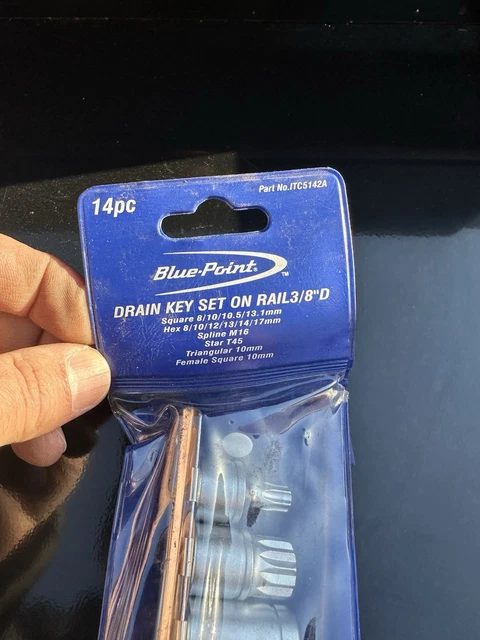 14pc
Part No.ITC5142A
Blue-Point™
DRAIN KEY SET ON RAIL3/8"D
Square 8/10/10.5/13.1mm
Hex 8/10/12/13/14/17mm
Spline M16
Star T45
Triangular 10mm
Female Square 10mm